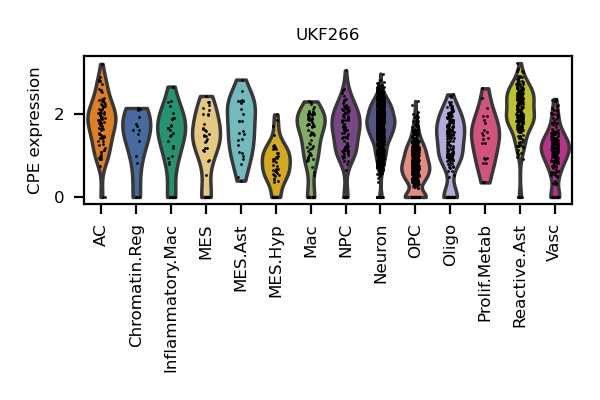 UKF266
CPE expression
2
0
AC
Chromatin.Reg
Inflammatory.Mac
MES
MES.Ast
MES.Hyp
Mac
NPC
Neuron
OPC
Oligo
Prolif.Metab
Reactive.Ast
Vasc